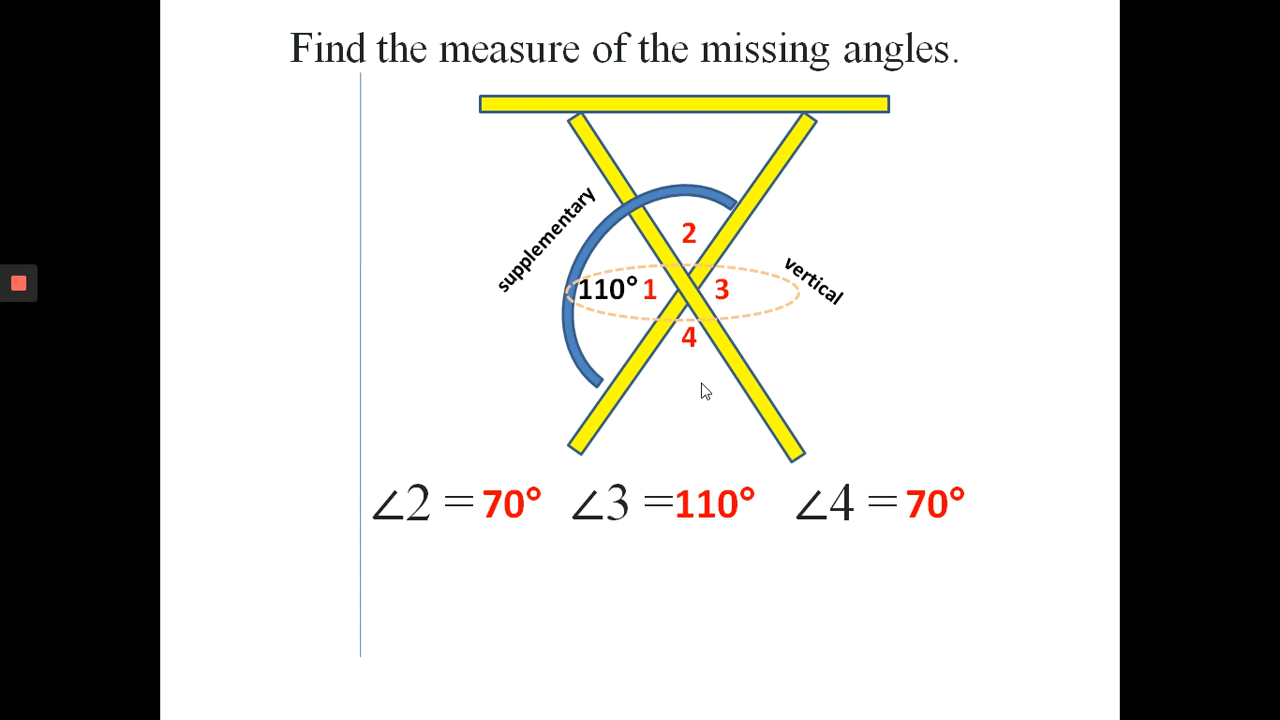 Find the measure of the missing angles.
supplementary
2
vertical
110° 1
3
4
∠2 = 70° ∠3 =110° ∠4 = 70°